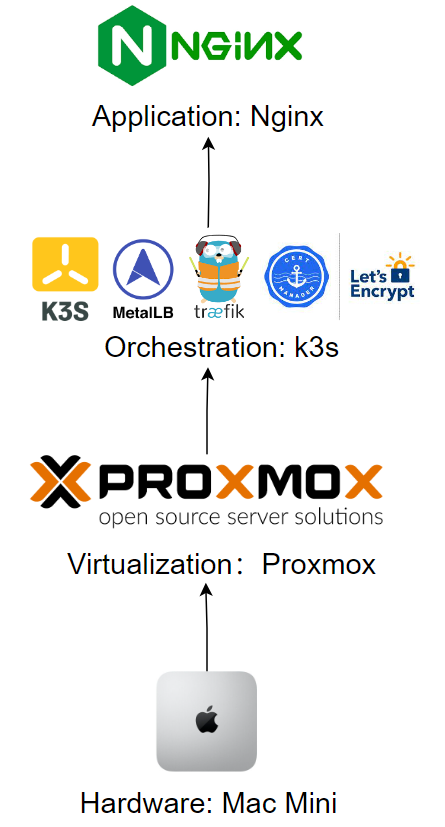 N NGiNX
Application: Nginx
K3S
MetalLB
træfik
CERT
MANAGER
Let's
Encrypt
Orchestration: k3s
PROXMOX
open source server solutions
Virtualization：Proxmox
Hardware: Mac Mini